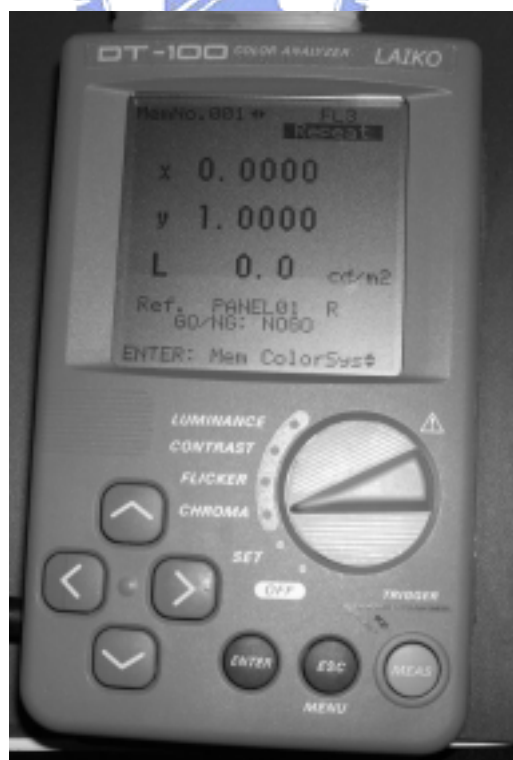 DT-100 COLOR ANALYZER LAIKO
MemNo.001 FL3
Repeat
x 0.0000
y 1.0000
L 0.0 cd/m2
Ref. PANEL01 R
GO/NG: NOGO
ENTER: Mem ColorSys
LUMINANCE
CONTRAST
FLICKER
CHROMA
SET
OFF
TRIGGER
ENTER
ESC
MEAS
MENU